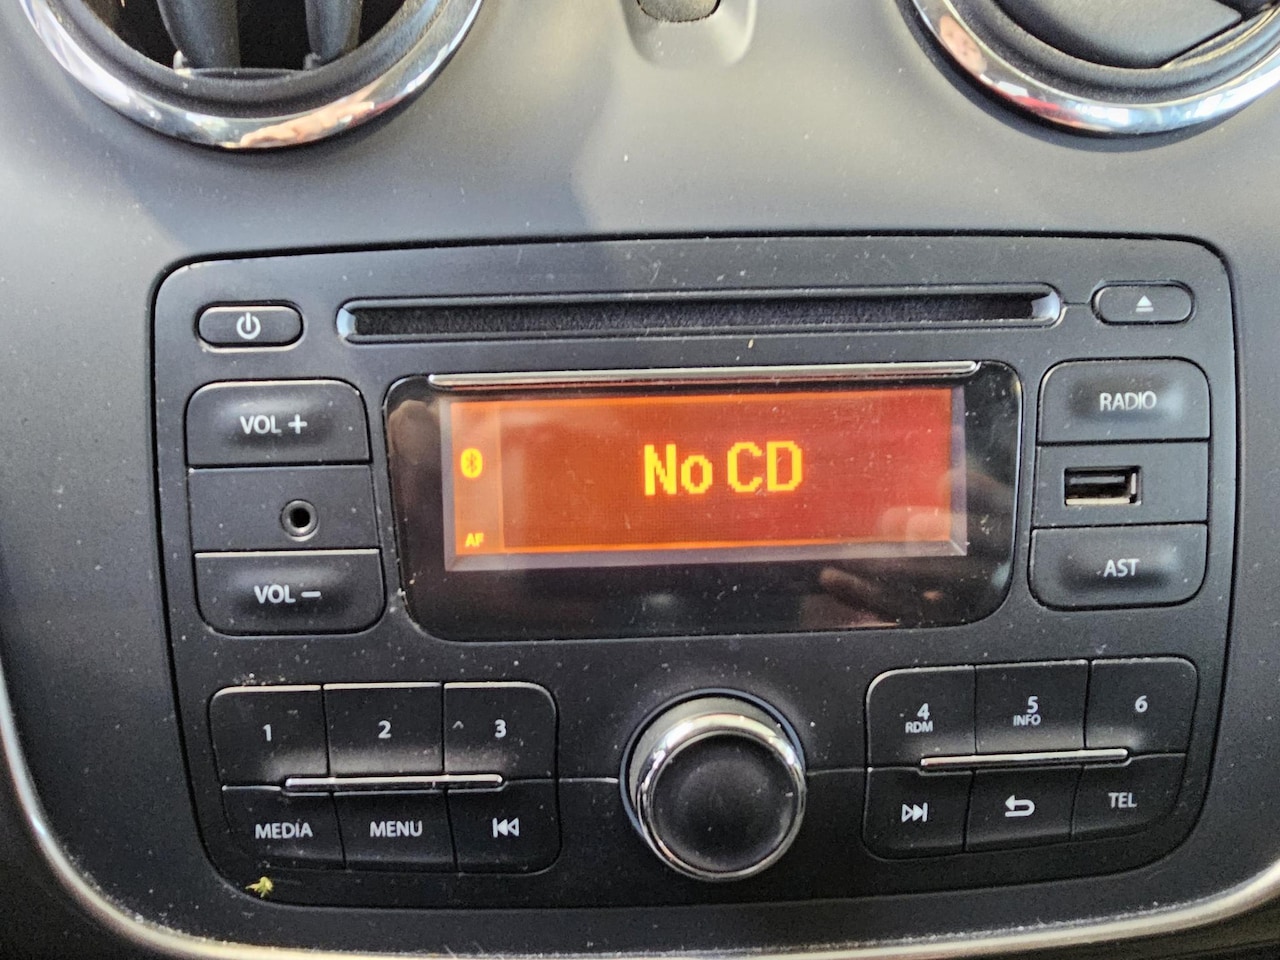 VOL +
VOL –
No CD
AF
RADIO
AST
1
2
3
4
RDM
5
INFO
6
MEDIA
MENU
TEL